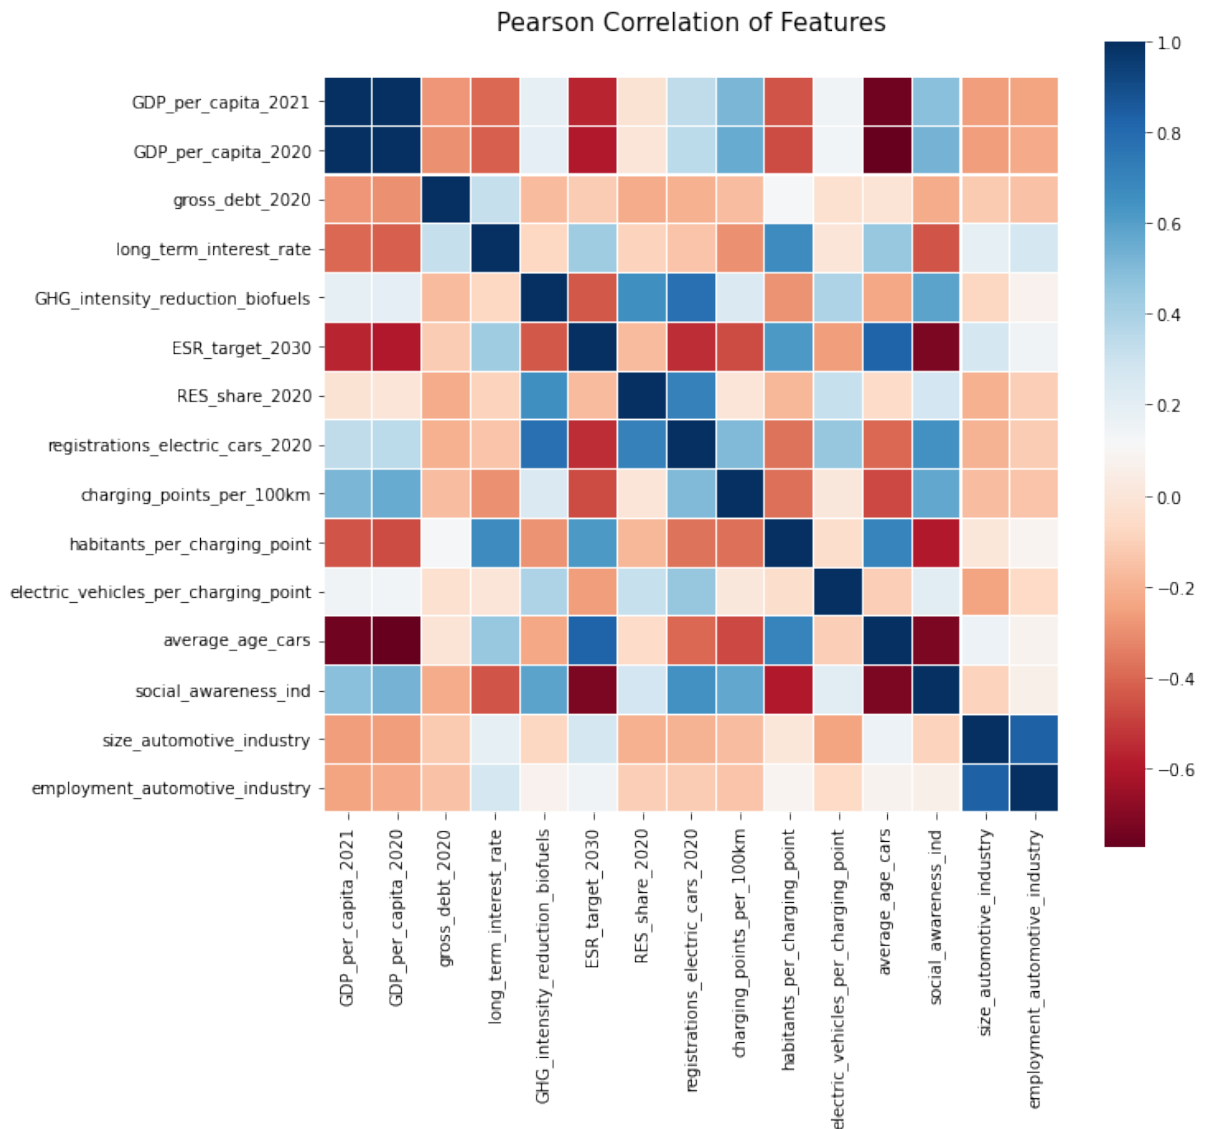 Pearson Correlation of Features
GDP_per_capita_2021
GDP_per_capita_2020
gross_debt_2020
long_term_interest_rate
GHG_intensity_reduction_biofuels
ESR_target_2030
RES_share_2020
registrations_electric_cars_2020
charging_points_per_100km
habitants_per_charging_point
electric_vehicles_per_charging_point
average_age_cars
social_awareness_ind
size_automotive_industry
employment_automotive_industry
GDP_per_capita_2021
GDP_per_capita_2020
gross_debt_2020
long_term_interest_rate
GHG_intensity_reduction_biofuels
ESR_target_2030
RES_share_2020
registrations_electric_cars_2020
charging_points_per_100km
habitants_per_charging_point
electric_vehicles_per_charging_point
average_age_cars
social_awareness_ind
size_automotive_industry
employment_automotive_industry
1.0
0.8
0.6
0.4
0.2
0.0
−0.2
−0.4
−0.6